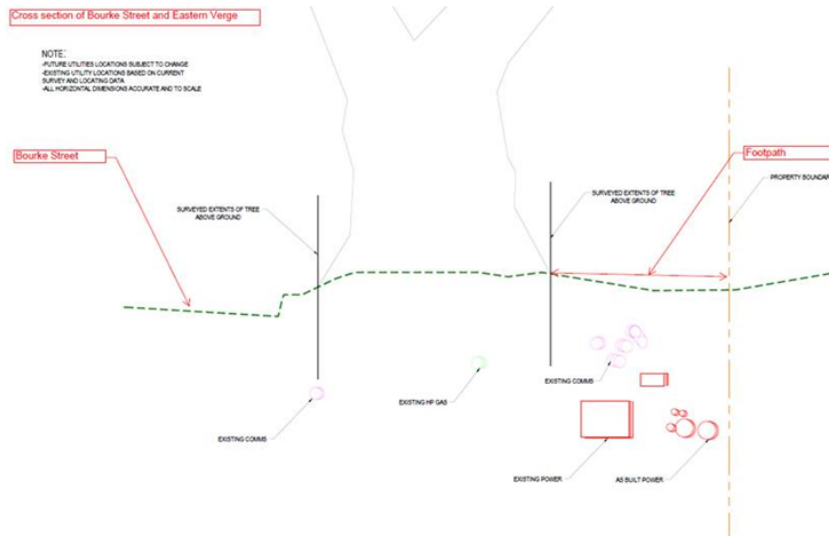 Cross section of Bourke Street and Eastern Verge
NOTE:
-FUTURE UTILITIES LOCATIONS SUBJECT TO CHANGE
-EXISTING UTILITY LOCATIONS BASED ON CURRENT
SURVEY AND LOCATING DATA
-ALL HORIZONTAL DIMENSIONS ACCURATE AND TO SCALE
Bourke Street
Footpath
PROPERTY BOUNDAR
SURVEYED EXTENTS OF TREE
ABOVE GROUND
SURVEYED EXTENTS OF TREE
ABOVE GROUND
EXISTING COMMS
EXISTING HP GAS
EXISTING COMMS
EXISTING POWER
AS BUILT POWER